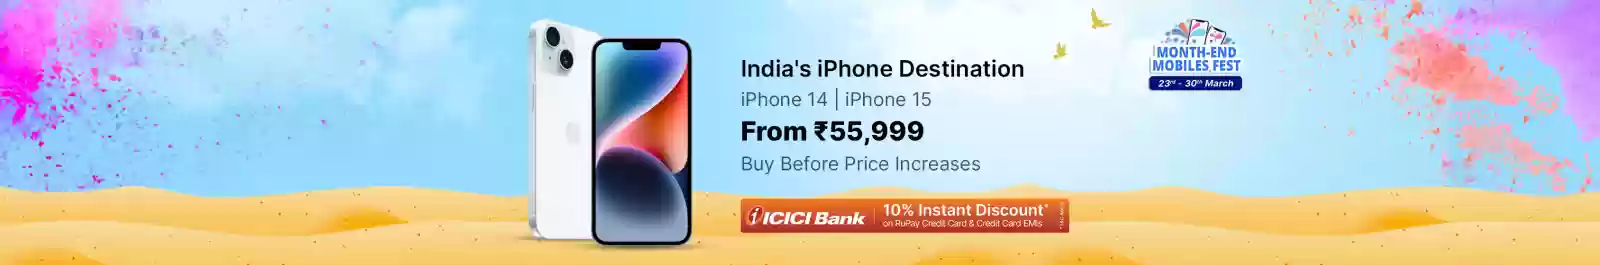 India's iPhone Destination
iPhone 14 | iPhone 15
From ₹55,999
Buy Before Price Increases
ICICI Bank
10% Instant Discount*
on RuPay Credit Card & Credit Card EMIs
MONTH-END
MOBILES FEST
23rd - 30th March